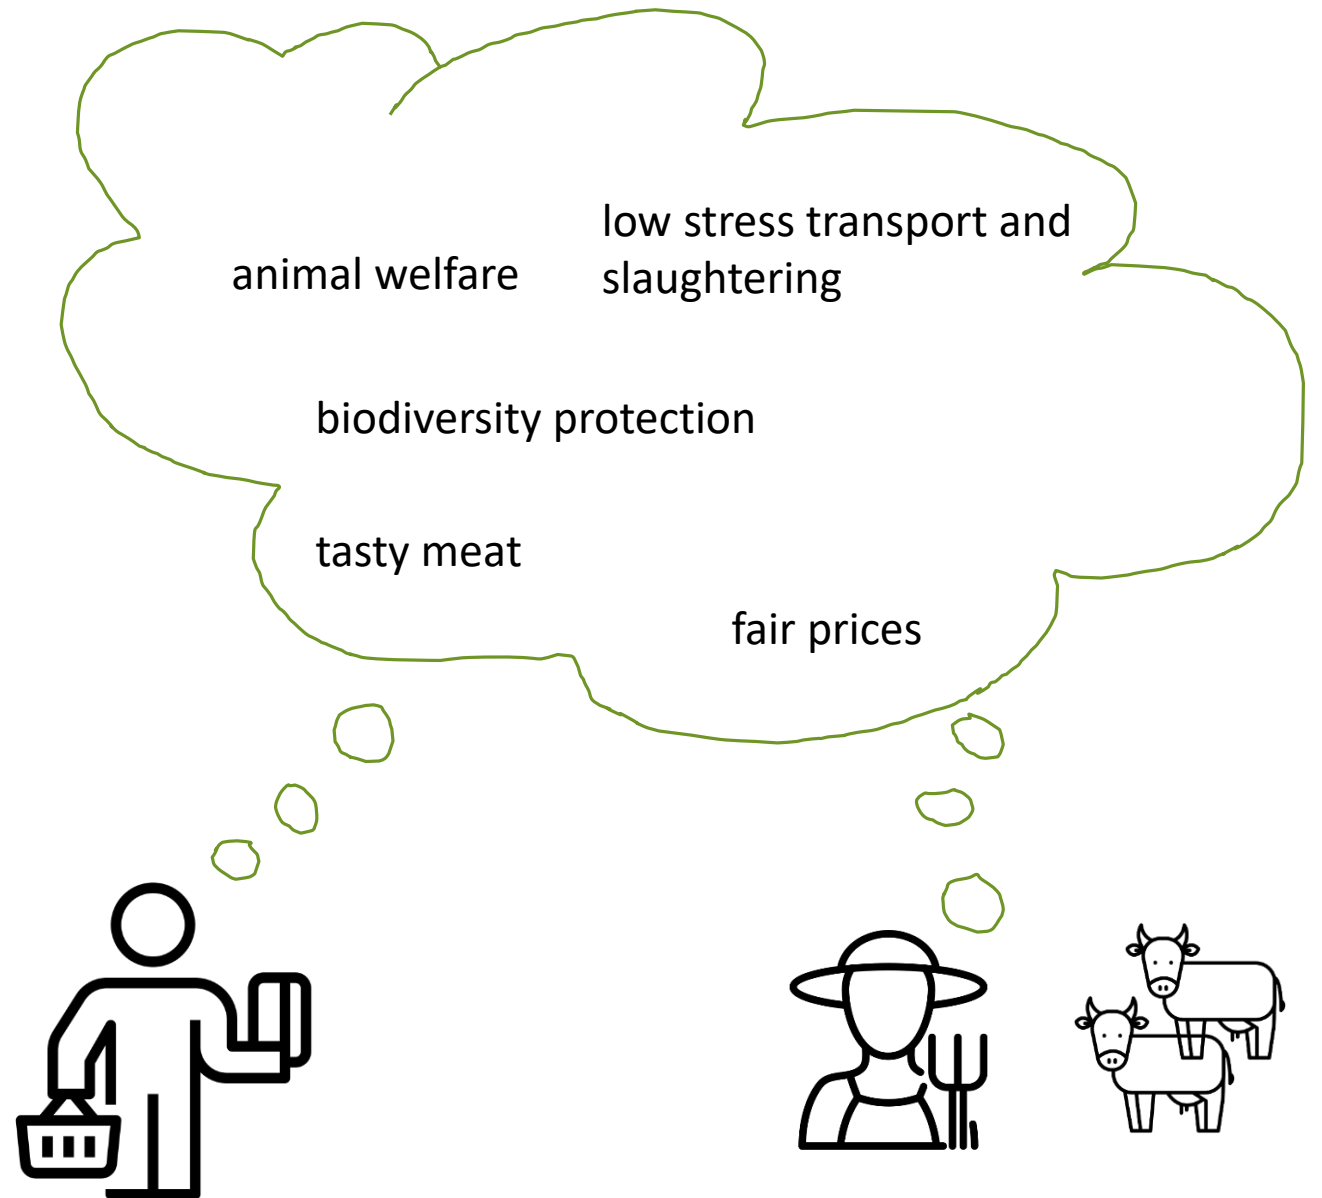 low stress transport and
animal welfare
slaughtering
biodiversity protection
tasty meat
fair prices